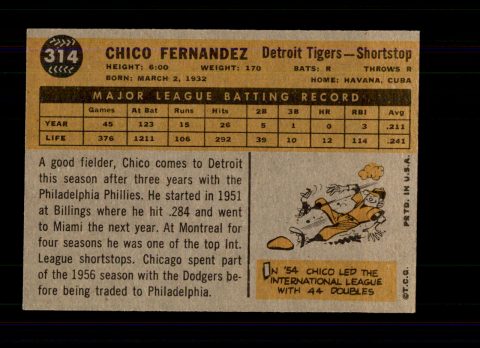 314
CHICO FERNANDEZ Detroit Tigers—Shortstop
HEIGHT: 6:00 WEIGHT: 170 BATS: R THROWS R
BORN: MARCH 2, 1932 HOME: HAVANA, CUBA
MAJOR LEAGUE BATTING RECORD
Games At Bat Runs Hits 2B 3B HR RBI Avg
YEAR 45 123 15 26 5 1 0 3 .211
LIFE 376 1211 106 292 39 10 12 114 .241
A good fielder, Chico comes to Detroit
this season after three years with the
Philadelphia Phillies. He started in 1951
at Billings where he hit .284 and went
to Miami the next year. At Montreal for
four seasons he was one of the top Int.
League shortstops. Chicago spent part
of the 1956 season with the Dodgers be-
fore being traded to Philadelphia.
IN '54 CHICO LED THE
INTERNATIONAL LEAGUE
WITH 44 DOUBLES
©T.C.G. PRTD. IN U.S.A.